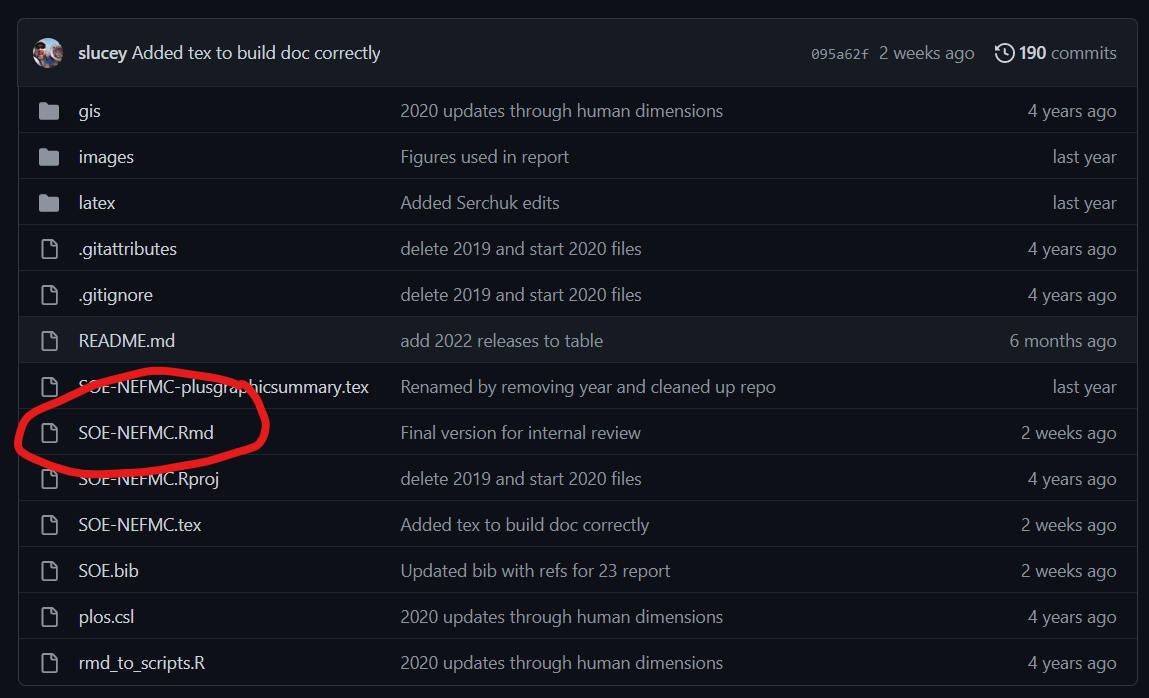 slucey Added tex to build doc correctly 095a62f 2 weeks ago 190 commits
gis 2020 updates through human dimensions 4 years ago
images Figures used in report last year
latex Added Serchuk edits last year
.gitattributes delete 2019 and start 2020 files 4 years ago
.gitignore delete 2019 and start 2020 files 4 years ago
README.md add 2022 releases to table 6 months ago
SOE-NEFMC-plusgraphicsummary.tex Renamed by removing year and cleaned up repo last year
SOE-NEFMC.Rmd Final version for internal review 2 weeks ago
SOE-NEFMC.Rproj delete 2019 and start 2020 files 4 years ago
SOE-NEFMC.tex Added tex to build doc correctly 2 weeks ago
SOE.bib Updated bib with refs for 23 report 2 weeks ago
plos.csl 2020 updates through human dimensions 4 years ago
rmd_to_scripts.R 2020 updates through human dimensions 4 years ago